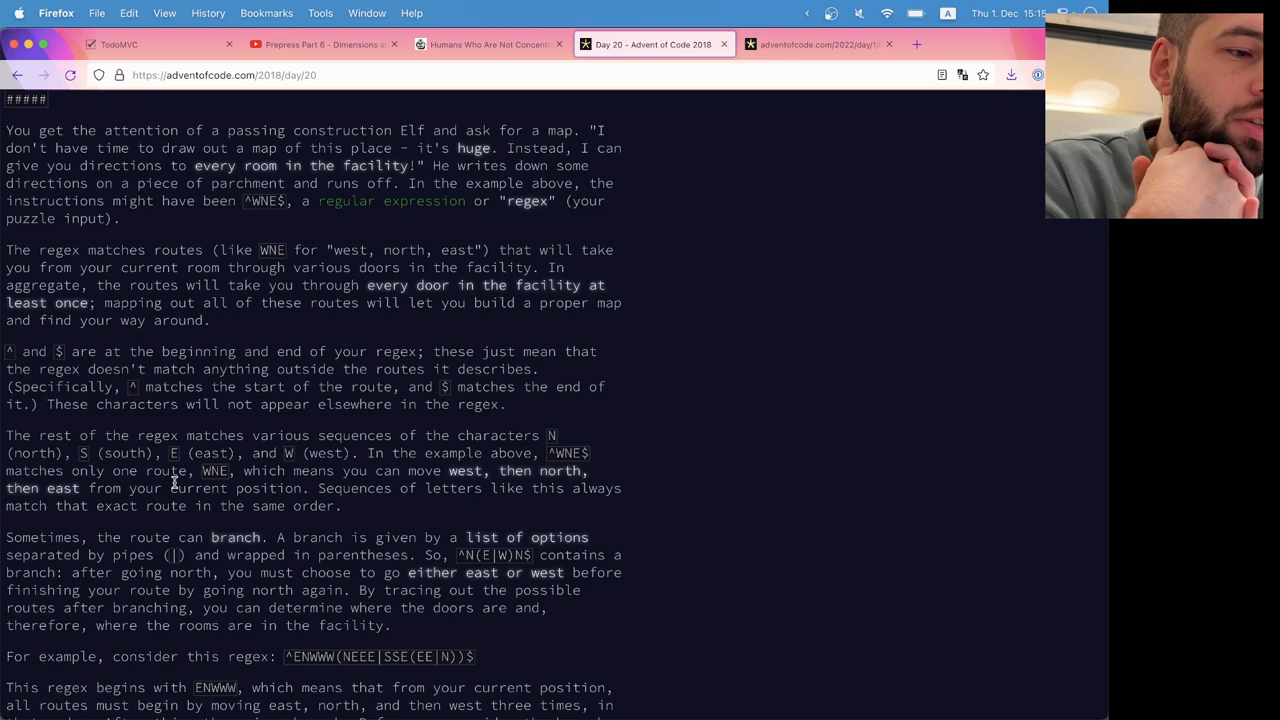 Firefox File Edit View History Bookmarks Tools Window Help A Thu 1. Dec 15:15
TodoMVC Prepress Part 6 - Dimensions a Humans Who Are Not Concent Day 20 - Advent of Code 2018 adventofcode.com/2022/day/1/
https://adventofcode.com/2018/day/20
#####
You get the attention of a passing construction Elf and ask for a map. "I
don't have time to draw out a map of this place - it's huge. Instead, I can
give you directions to every room in the facility!" He writes down some
directions on a piece of parchment and runs off. In the example above, the
instructions might have been ^WNE$, a regular expression or "regex" (your
puzzle input).
The regex matches routes (like WNE for "west, north, east") that will take
you from your current room through various doors in the facility. In
aggregate, the routes will take you through every door in the facility at
least once; mapping out all of these routes will let you build a proper map
and find your way around.
^ and $ are at the beginning and end of your regex; these just mean that
the regex doesn't match anything outside the routes it describes.
(Specifically, ^ matches the start of the route, and $ matches the end of
it.) These characters will not appear elsewhere in the regex.
The rest of the regex matches various sequences of the characters N
(north), S (south), E (east), and W (west). In the example above, ^WNE$
matches only one route, WNE, which means you can move west, then north,
then east from your current position. Sequences of letters like this always
match that exact route in the same order.
Sometimes, the route can branch. A branch is given by a list of options
separated by pipes (|) and wrapped in parentheses. So, ^N(E|W)N$ contains a
branch: after going north, you must choose to go either east or west before
finishing your route by going north again. By tracing out the possible
routes after branching, you can determine where the doors are and,
therefore, where the rooms are in the facility.
For example, consider this regex: ^ENWWW(NEEE|SSE(EE|N))$
This regex begins with ENWWW, which means that from your current position,
all routes must begin by moving east, north, and then west three times, in